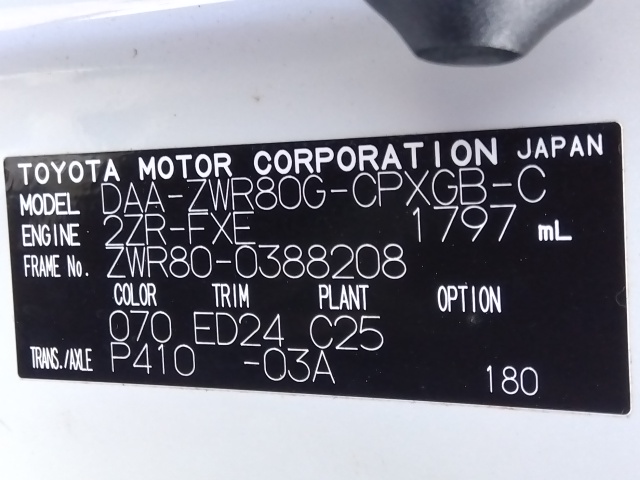 TOYOTA MOTOR CORPORATION JAPAN
MODEL DAA-ZWR80G-CPXGB-C
ENGINE 2ZR-FXE 1797 mL
FRAME No. ZWR80-0388208
COLOR TRIM PLANT OPTION
070 ED24 C25
TRANS./AXLE P410 -03A 180